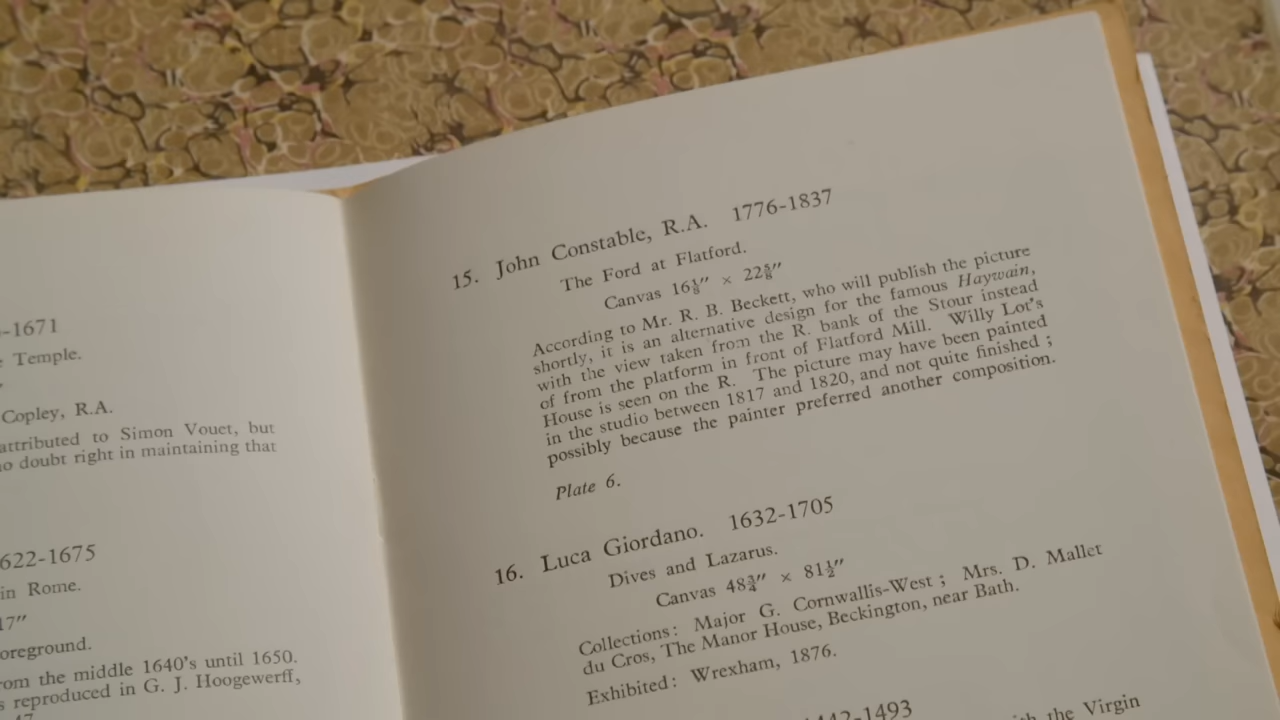 -1671
Temple.
Copley, R.A.
attributed to Simon Vouet, but
no doubt right in maintaining that
622-1675
in Rome.
17″
oreground.
rom the middle 1640's until 1650.
s reproduced in G. J. Hoogewerff,
47
15. John Constable, R.A. 1776-1837
The Ford at Flatford.
Canvas 16⅛″ × 22⅝″
According to Mr. R. B. Beckett, who will publish the picture
shortly, it is an alternative design for the famous Haywain,
with the view taken from the R. bank of the Stour instead
of from the platform in front of Flatford Mill. Willy Lot's
House is seen on the R. The picture may have been painted
in the studio between 1817 and 1820, and not quite finished ;
possibly because the painter preferred another composition.
Plate 6.
16. Luca Giordano. 1632-1705
Dives and Lazarus.
Canvas 48¾″ × 81½″
Collections : Major G. Cornwallis-West ; Mrs. D. Mallet
du Cros, The Manor House, Beckington, near Bath.
Exhibited : Wrexham, 1876.
1442-1493
the Virgin